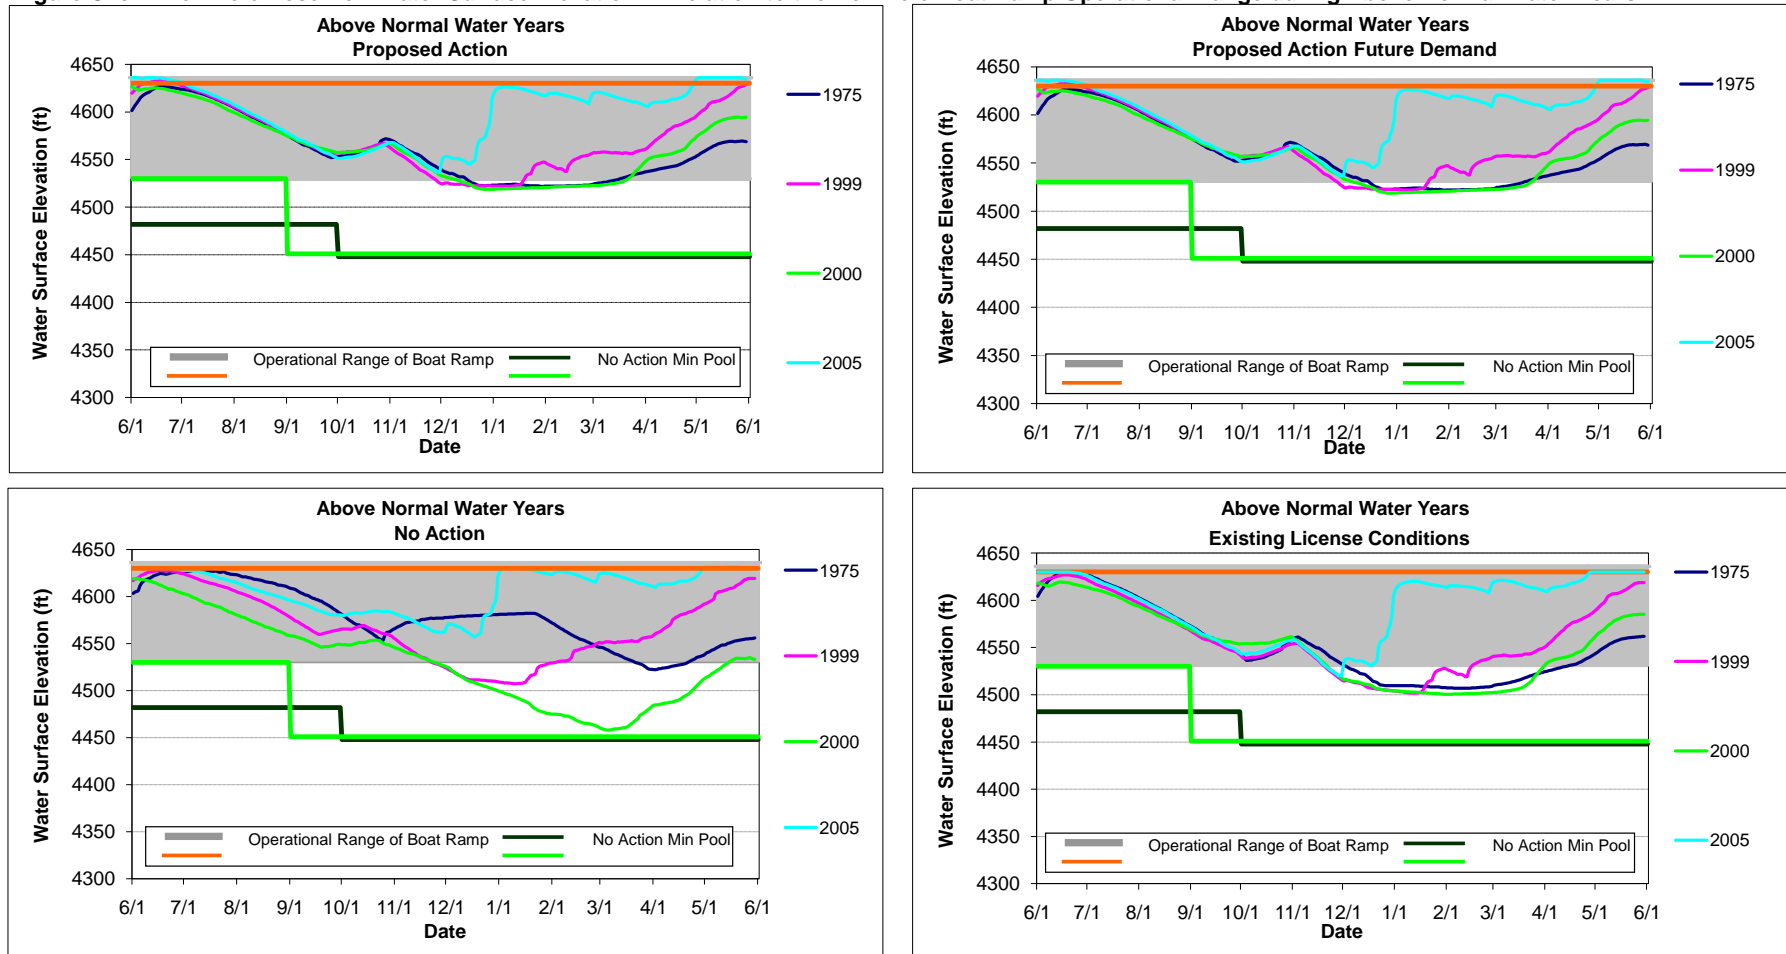 Above Normal Water Years
Proposed Action
Water Surface Elevation (ft)
4650
4600
4550
4500
4450
4400
4350
4300
6/1 7/1 8/1 9/1 10/1 11/1 12/1 1/1 2/1 3/1 4/1 5/1 6/1
Date
Operational Range of Boat Ramp
No Action Min Pool
1975
1999
2000
2005
Above Normal Water Years
Proposed Action Future Demand
Water Surface Elevation (ft)
4650
4600
4550
4500
4450
4400
4350
4300
6/1 7/1 8/1 9/1 10/1 11/1 12/1 1/1 2/1 3/1 4/1 5/1 6/1
Date
Operational Range of Boat Ramp
No Action Min Pool
1975
1999
2000
2005
Above Normal Water Years
No Action
Water Surface Elevation (ft)
4650
4600
4550
4500
4450
4400
4350
4300
6/1 7/1 8/1 9/1 10/1 11/1 12/1 1/1 2/1 3/1 4/1 5/1 6/1
Date
Operational Range of Boat Ramp
No Action Min Pool
1975
1999
2000
2005
Above Normal Water Years
Existing License Conditions
Water Surface Elevation (ft)
4650
4600
4550
4500
4450
4400
4350
4300
6/1 7/1 8/1 9/1 10/1 11/1 12/1 1/1 2/1 3/1 4/1 5/1 6/1
Date
Operational Range of Boat Ramp
No Action Min Pool
1975
1999
2000
2005